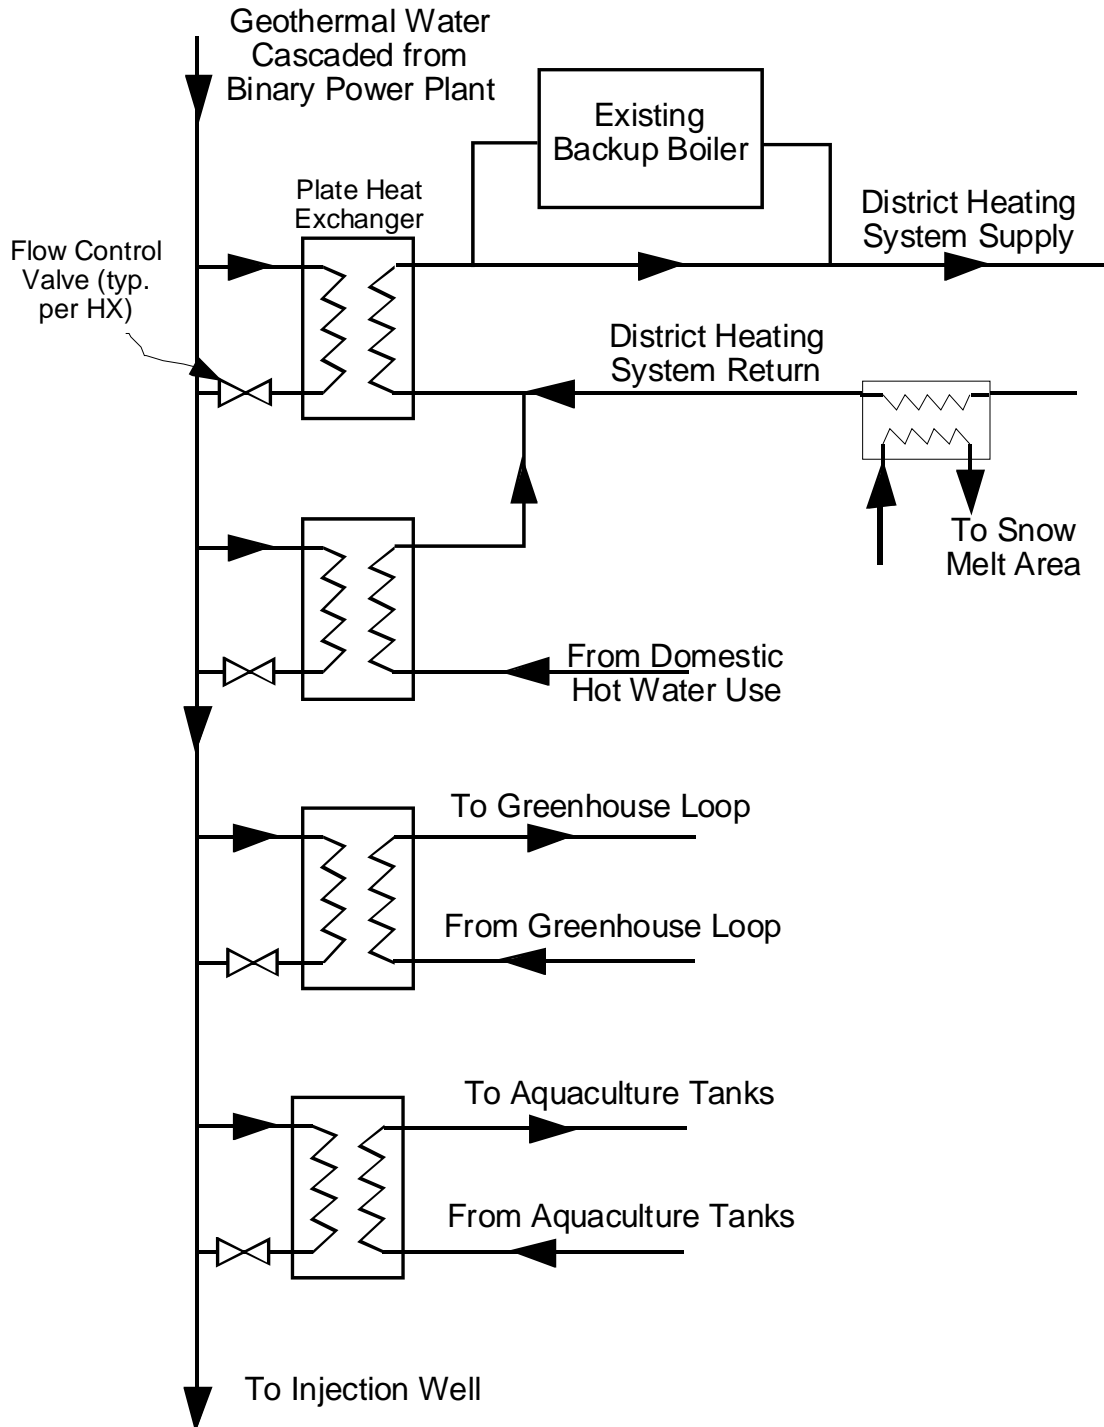 Geothermal Water
Cascaded from
Binary Power Plant
Existing
Backup Boiler
Plate Heat
Exchanger
District Heating
System Supply
Flow Control
Valve (typ.
per HX)
District Heating
System Return
To Snow
Melt Area
From Domestic
Hot Water Use
To Greenhouse Loop
From Greenhouse Loop
To Aquaculture Tanks
From Aquaculture Tanks
To Injection Well